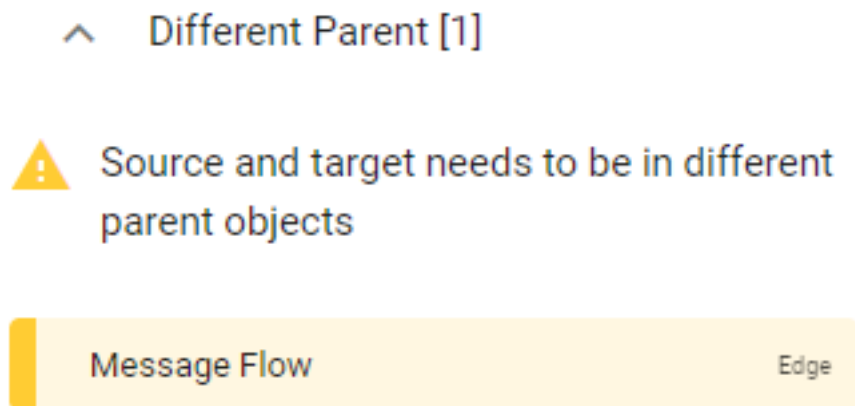 Different Parent [1]
Source and target needs to be in different
parent objects
Message Flow Edge